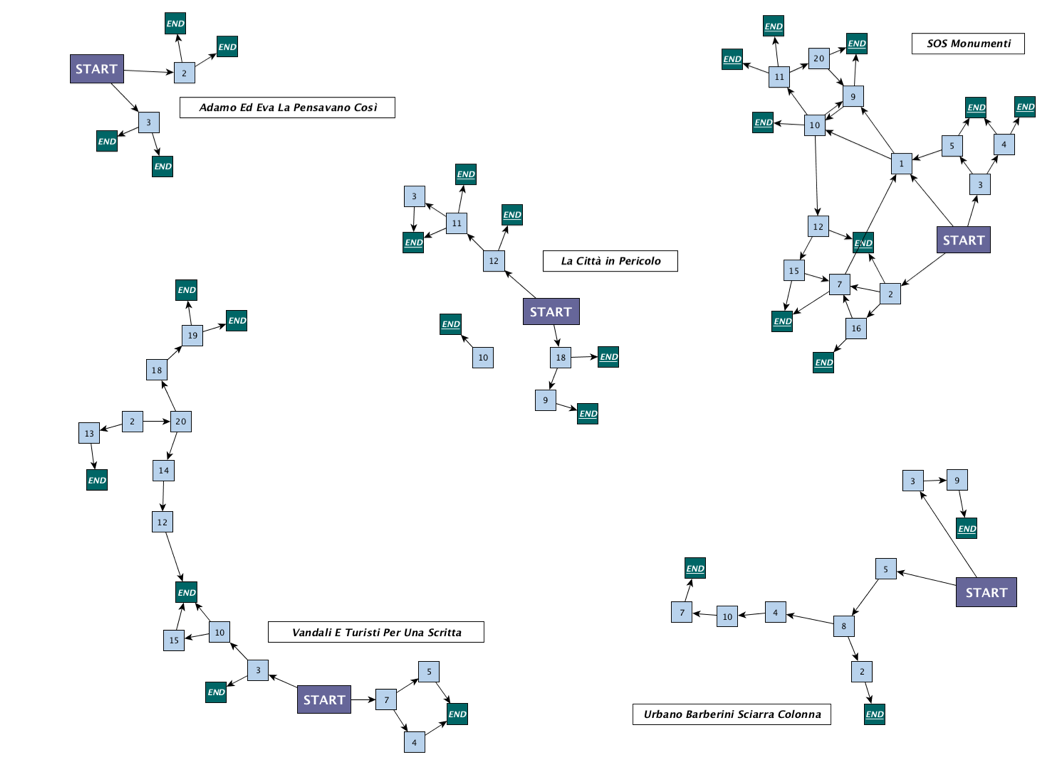 END
END
START
2
Adamo Ed Eva La Pensavano Così
3
END
END
SOS Monumenti
END
END
END
20
11
9
END
10
END
END
5
4
1
3
START
12
END
15
7
2
END
16
END
END
3
END
11
END
12
La Città in Pericolo
START
END
10
18
END
9
END
END
END
19
18
2
20
13
END
14
12
END
15
10
Vandali E Turisti Per Una Scritta
3
END
START
7
5
END
4
3
9
END
START
5
END
7
10
4
8
2
END
Urbano Barberini Sciarra Colonna